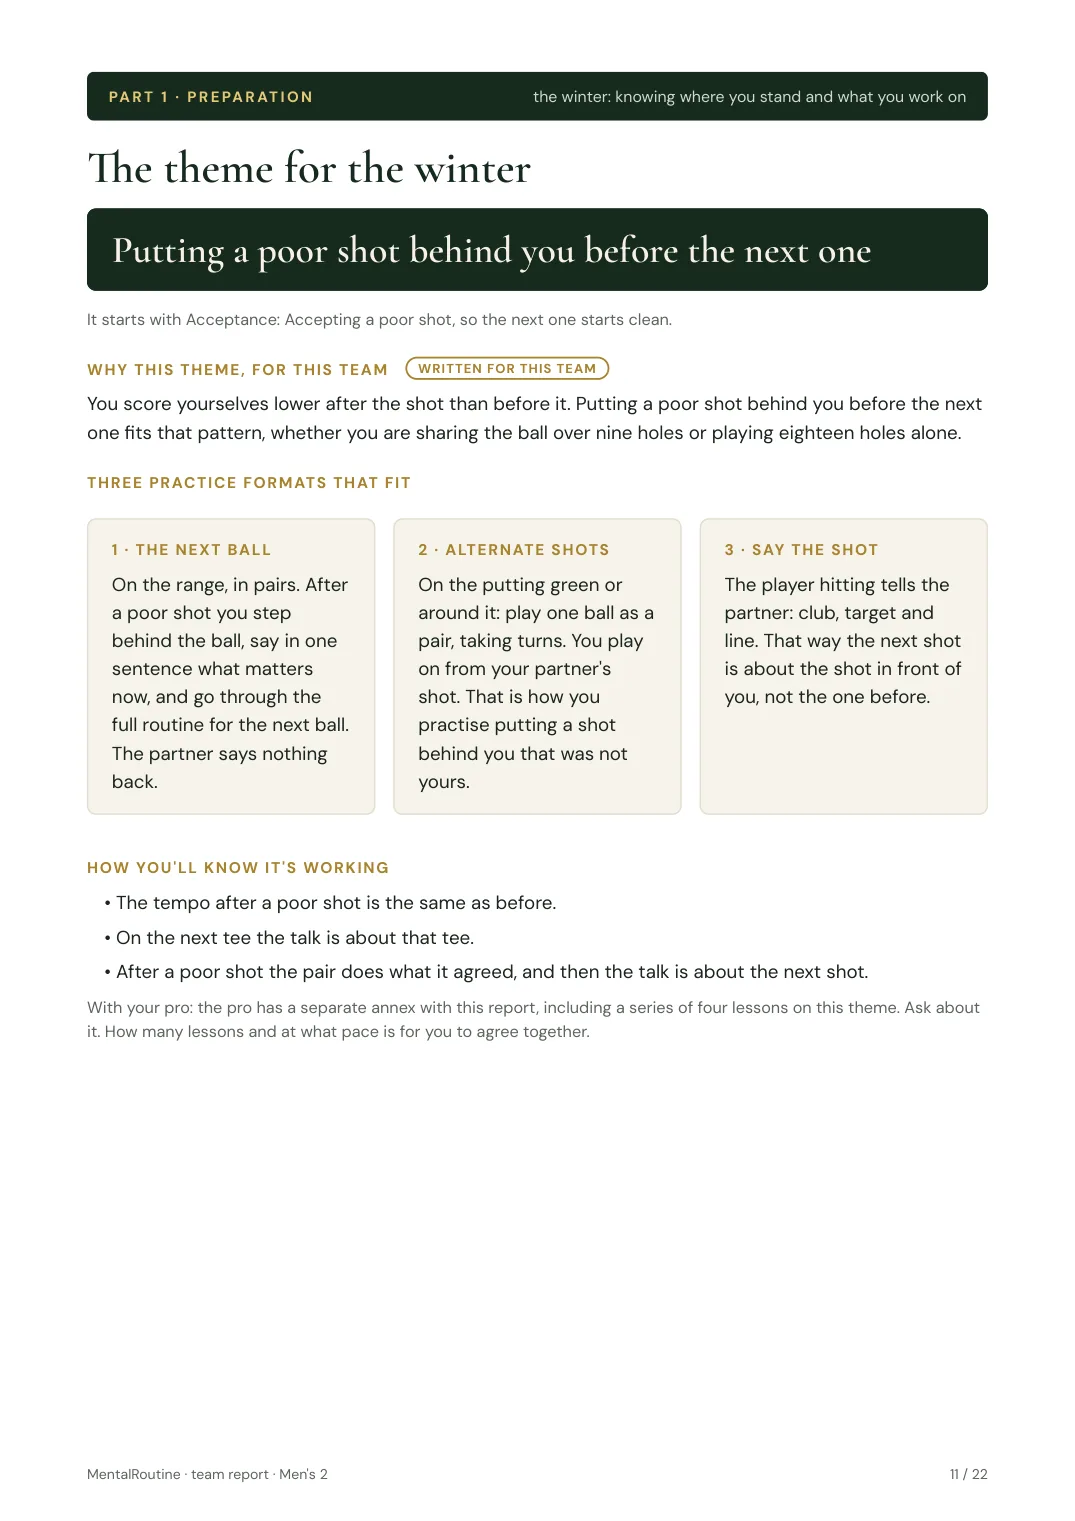 PART 1 · PREPARATION
the winter: knowing where you stand and what you work on
The theme for the winter
Putting a poor shot behind you before the next one
It starts with Acceptance: Accepting a poor shot, so the next one starts clean.
WHY THIS THEME, FOR THIS TEAM
WRITTEN FOR THIS TEAM
You score yourselves lower after the shot than before it. Putting a poor shot behind you before the next
one fits that pattern, whether you are sharing the ball over nine holes or playing eighteen holes alone.
THREE PRACTICE FORMATS THAT FIT
1 · THE NEXT BALL
On the range, in pairs. After
a poor shot you step
behind the ball, say in one
sentence what matters
now, and go through the
full routine for the next ball.
The partner says nothing
back.
2 · ALTERNATE SHOTS
On the putting green or
around it: play one ball as a
pair, taking turns. You play
on from your partner's
shot. That is how you
practise putting a shot
behind you that was not
yours.
3 · SAY THE SHOT
The player hitting tells the
partner: club, target and
line. That way the next shot
is about the shot in front of
you, not the one before.
HOW YOU'LL KNOW IT'S WORKING
• The tempo after a poor shot is the same as before.
• On the next tee the talk is about that tee.
• After a poor shot the pair does what it agreed, and then the talk is about the next shot.
With your pro: the pro has a separate annex with this report, including a series of four lessons on this theme. Ask about
it. How many lessons and at what pace is for you to agree together.
MentalRoutine · team report · Men's 2
11 / 22